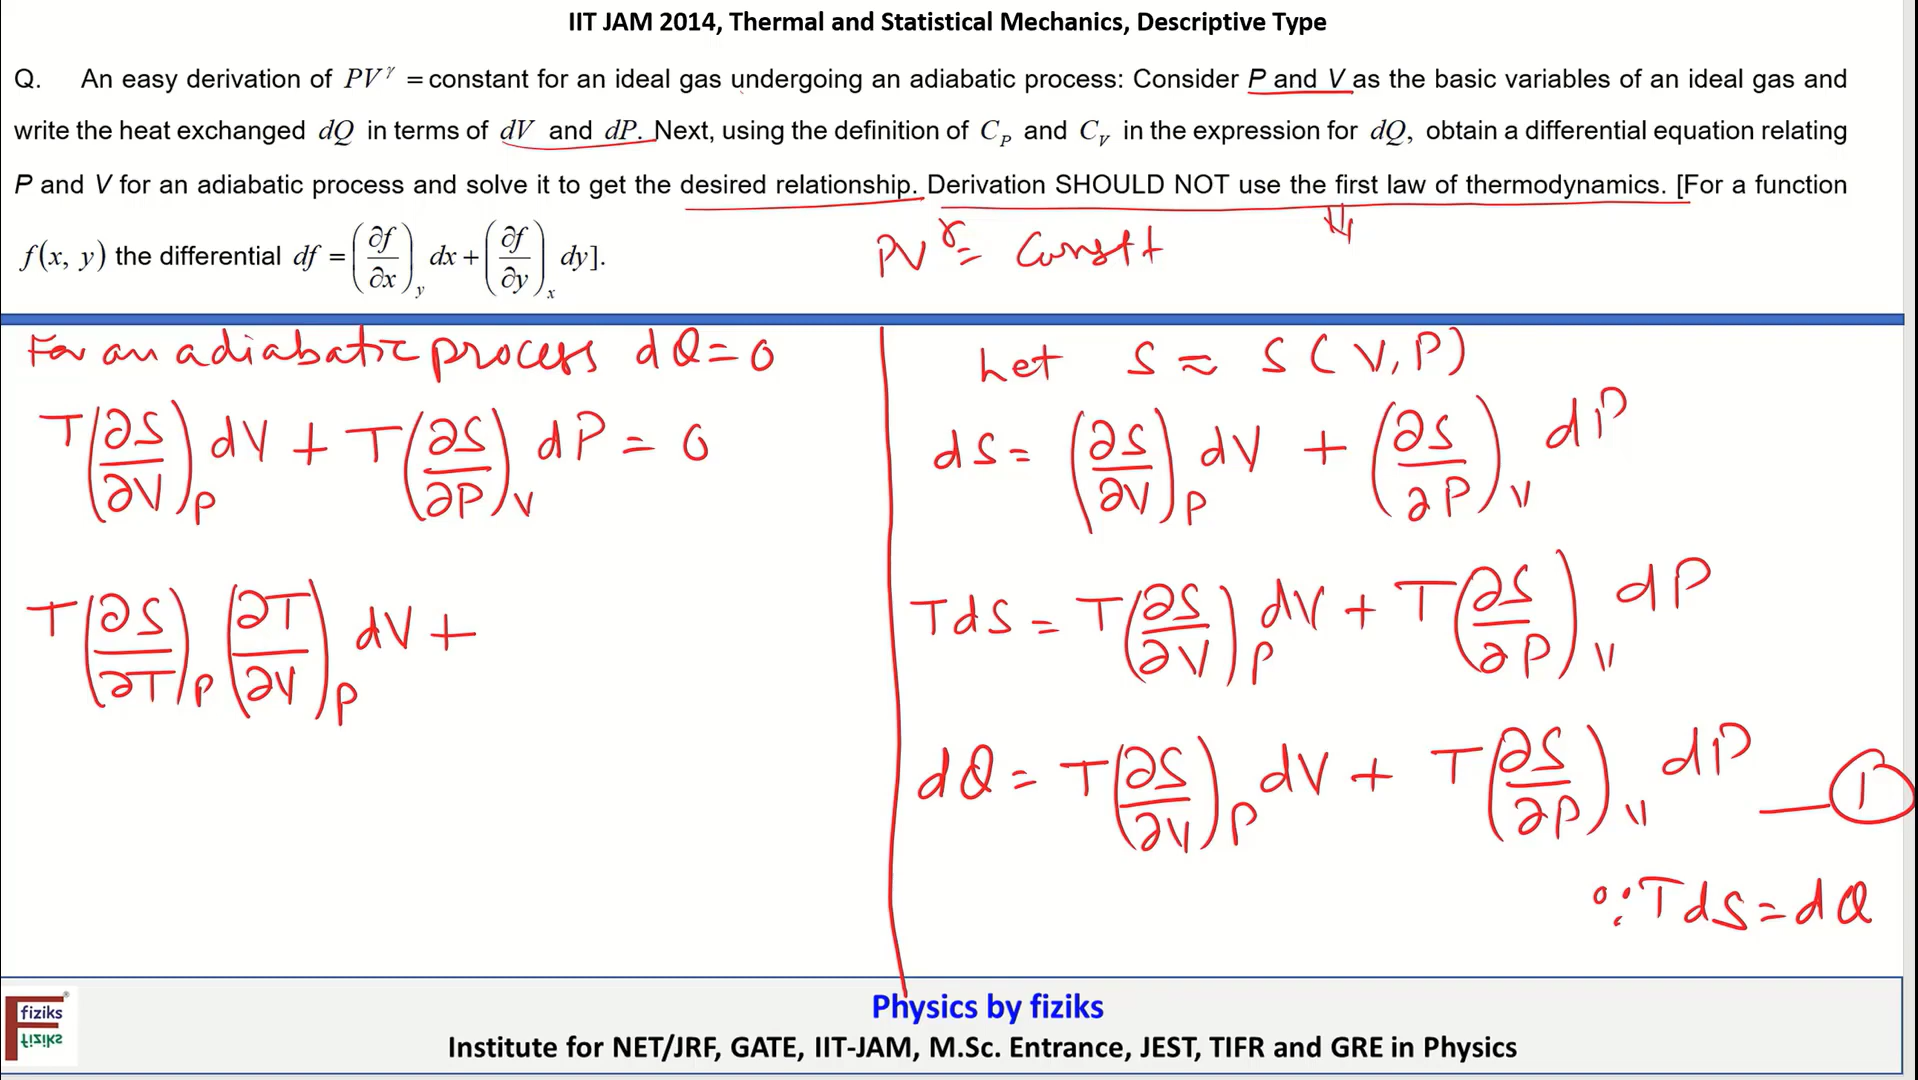 IIT JAM 2014, Thermal and Statistical Mechanics, Descriptive Type
Q. An easy derivation of PV^γ = constant for an ideal gas undergoing an adiabatic process: Consider P and V as the basic variables of an ideal gas and
write the heat exchanged dQ in terms of dV and dP. Next, using the definition of C_P and C_V in the expression for dQ, obtain a differential equation relating
P and V for an adiabatic process and solve it to get the desired relationship. Derivation SHOULD NOT use the first law of thermodynamics. [For a function
f(x, y) the differential df = (∂f/∂x)_y dx + (∂f/∂y)_x dy].
PV^γ = Constt
For an adiabatic process dQ = 0
T(∂S/∂V)_P dV + T(∂S/∂P)_V dP = 0
T(∂S/∂T)_P (∂T/∂V)_P dV +
Let S ≈ S(V, P)
dS = (∂S/∂V)_P dV + (∂S/∂P)_V dP
TdS = T(∂S/∂V)_P dV + T(∂S/∂P)_V dP
dQ = T(∂S/∂V)_P dV + T(∂S/∂P)_V dP — ①
∵ TdS = dQ
fiziks
fiziks
Physics by fiziks
Institute for NET/JRF, GATE, IIT-JAM, M.Sc. Entrance, JEST, TIFR and GRE in Physics